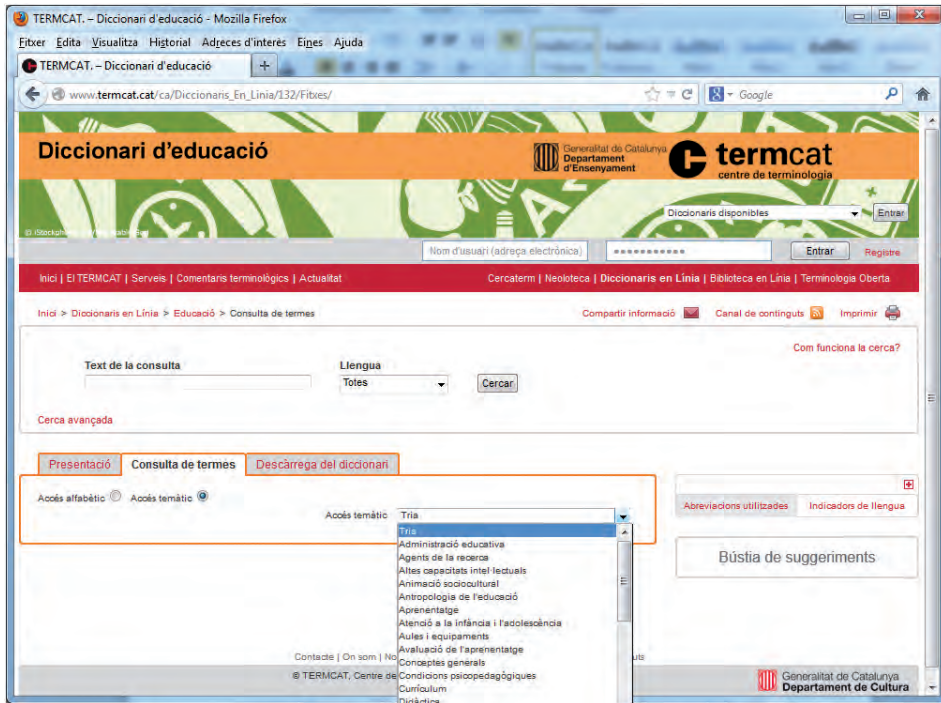 TERMCAT. – Diccionari d'educació - Mozilla Firefox
Fitxer Edita Visualitza Historial Adreces d'interès Eines Ajuda
TERMCAT. – Diccionari d'educació
www.termcat.cat/ca/Diccionaris_En_Linia/132/Fitxes/
Google
Diccionari d'educació
Generalitat de Catalunya
Departament
d'Ensenyament
termcat
centre de terminologia
Diccionaris disponibles
Entrar
Nom d'usuari (adreça electrònica)
Entrar
Registre
Inici | El TERMCAT | Serveis | Comentaris terminològics | Actualitat
Cercaterm | Neoloteca | Diccionaris en Línia | Biblioteca en Línia | Terminologia Oberta
Inici > Diccionaris en Línia > Educació > Consulta de termes
Compartir informació
Canal de continguts
Imprimir
Com funciona la cerca?
Text de la consulta
Llengua
Totes
Cercar
Cerca avançada
Presentació
Consulta de termes
Descàrrega del diccionari
Accés alfabètic
Accés temàtic
Accés temàtic
Tria
Tria
Administració educativa
Agents de la recerca
Altes capacitats intel·lectuals
Animació sociocultural
Antropologia de l'educació
Aprenentatge
Atenció a la infància i l'adolescència
Aules i equipaments
Avaluació de l'aprenentatge
Conceptes generals
Condicions psicopedagògiques
Currículum
Didàctica
Abreviacions utilitzades
Indicadors de llengua
Bústia de suggeriments
Contacte | On som | No
© TERMCAT, Centre de
Generalitat de Catalunya
Departament de Cultura